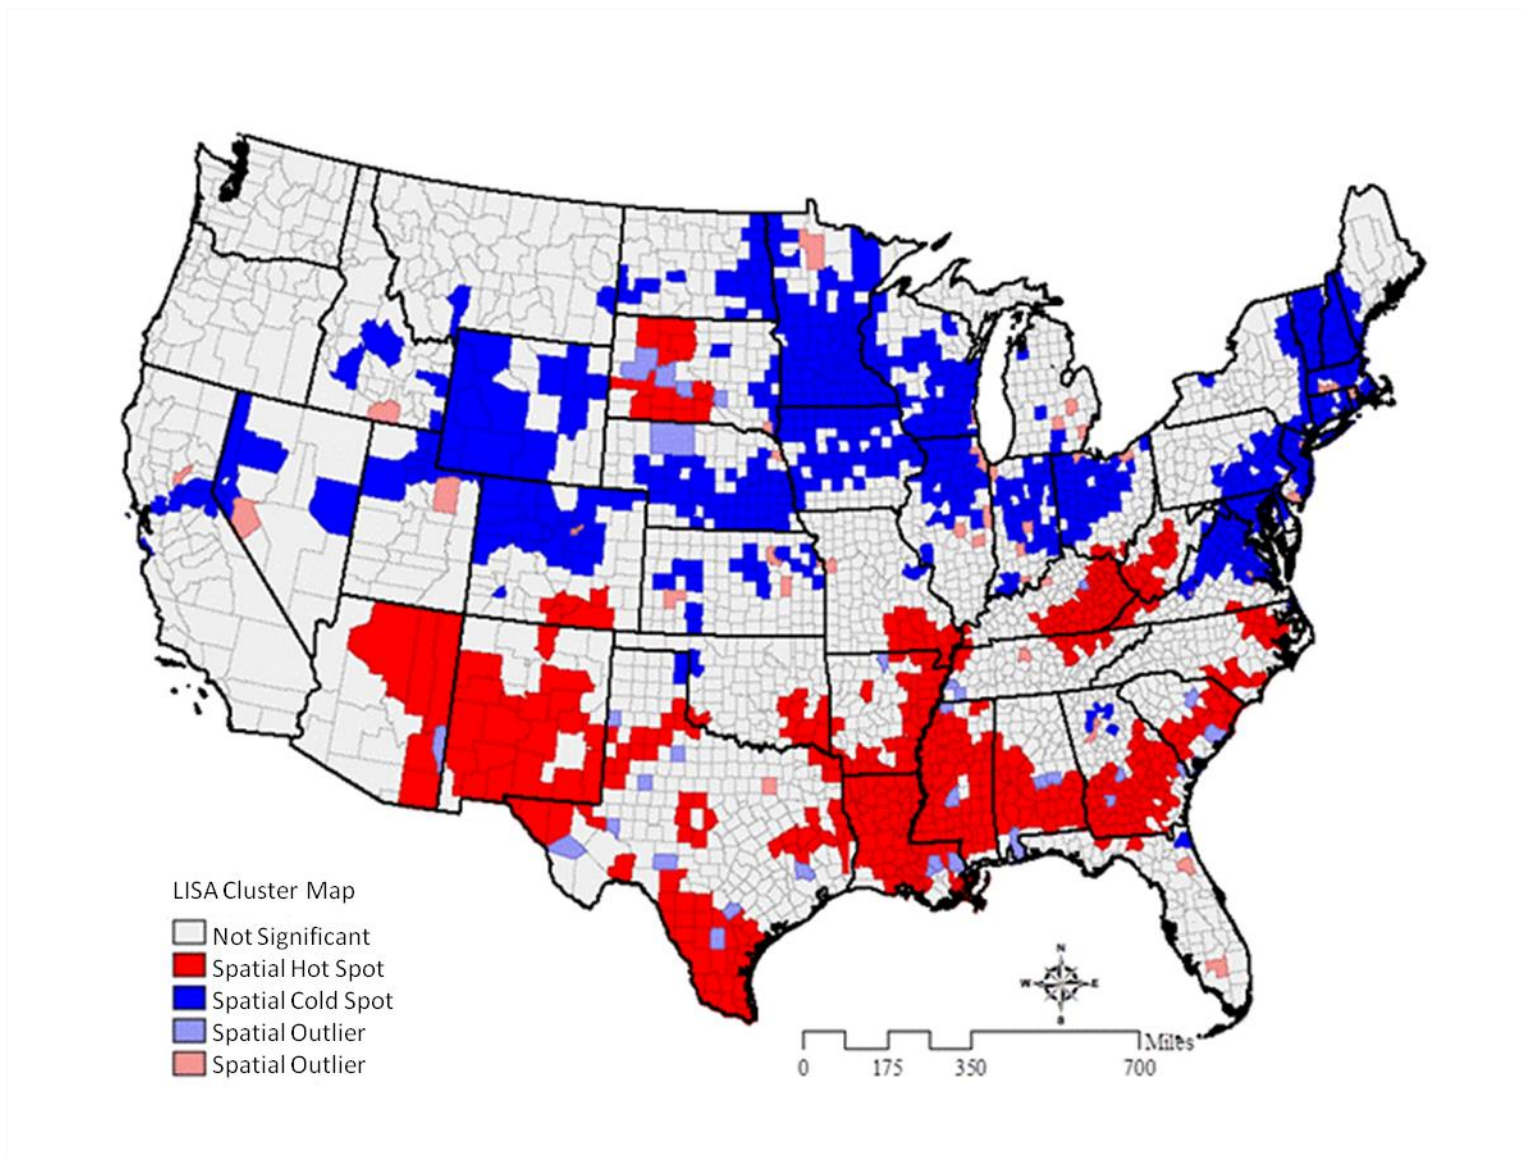 LISA Cluster Map
Not Significant
Spatial Hot Spot
Spatial Cold Spot
Spatial Outlier
Spatial Outlier
N
W E
S
Miles
0 175 350 700